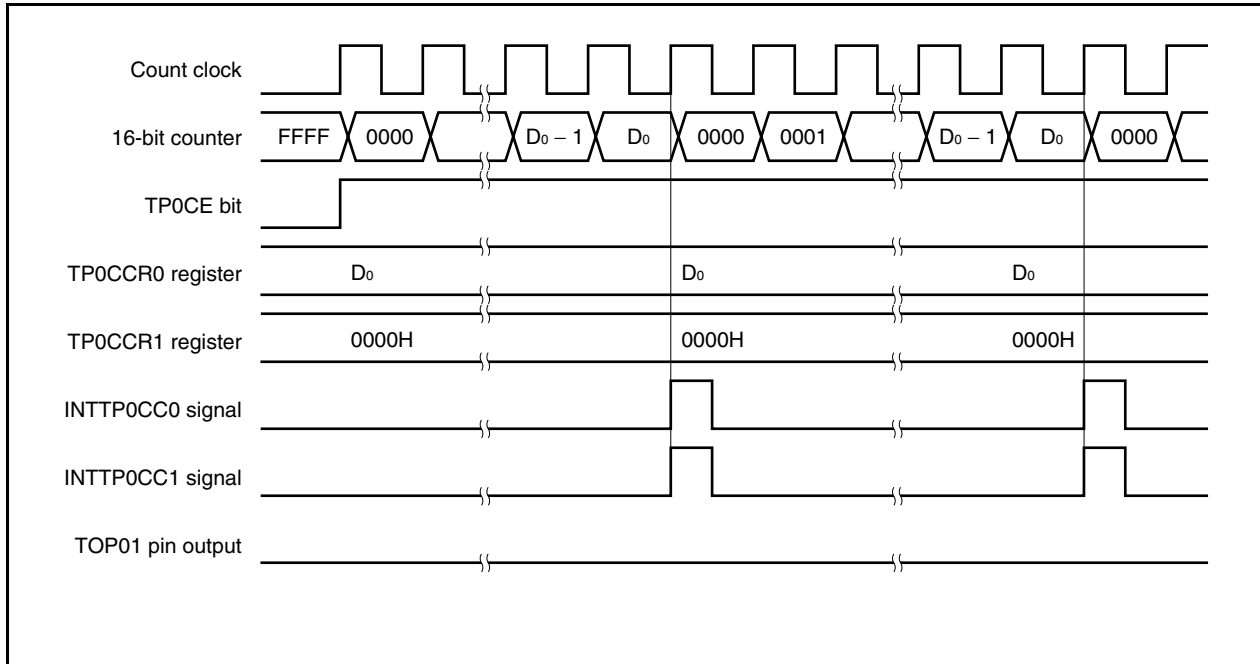 Count clock
16-bit counter FFFF 0000 D₀ − 1 D₀ 0000 0001 D₀ − 1 D₀ 0000
TP0CE bit
TP0CCR0 register D₀ D₀ D₀
TP0CCR1 register 0000H 0000H 0000H
INTTP0CC0 signal
INTTP0CC1 signal
TOP01 pin output